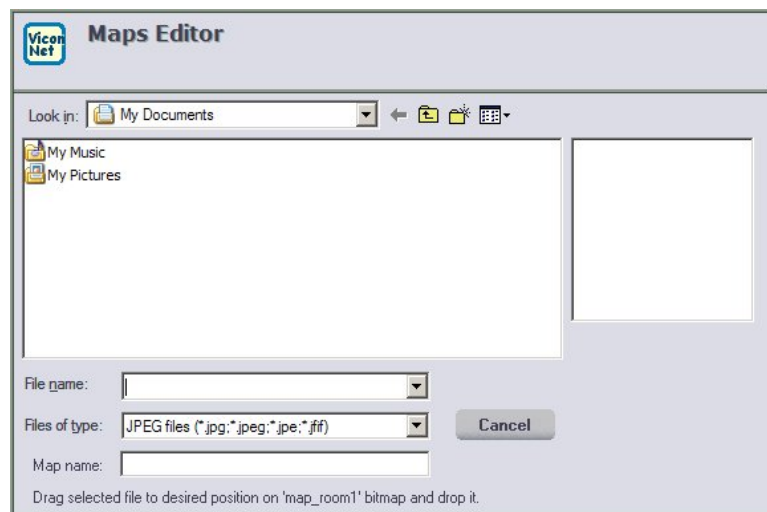 Vicon
Net
Maps Editor
Look in: My Documents
My Music
My Pictures
File name:
Files of type: JPEG files (*.jpg;*.jpeg;*.jpe;*.jfif)
Cancel
Map name:
Drag selected file to desired position on 'map_room1' bitmap and drop it.